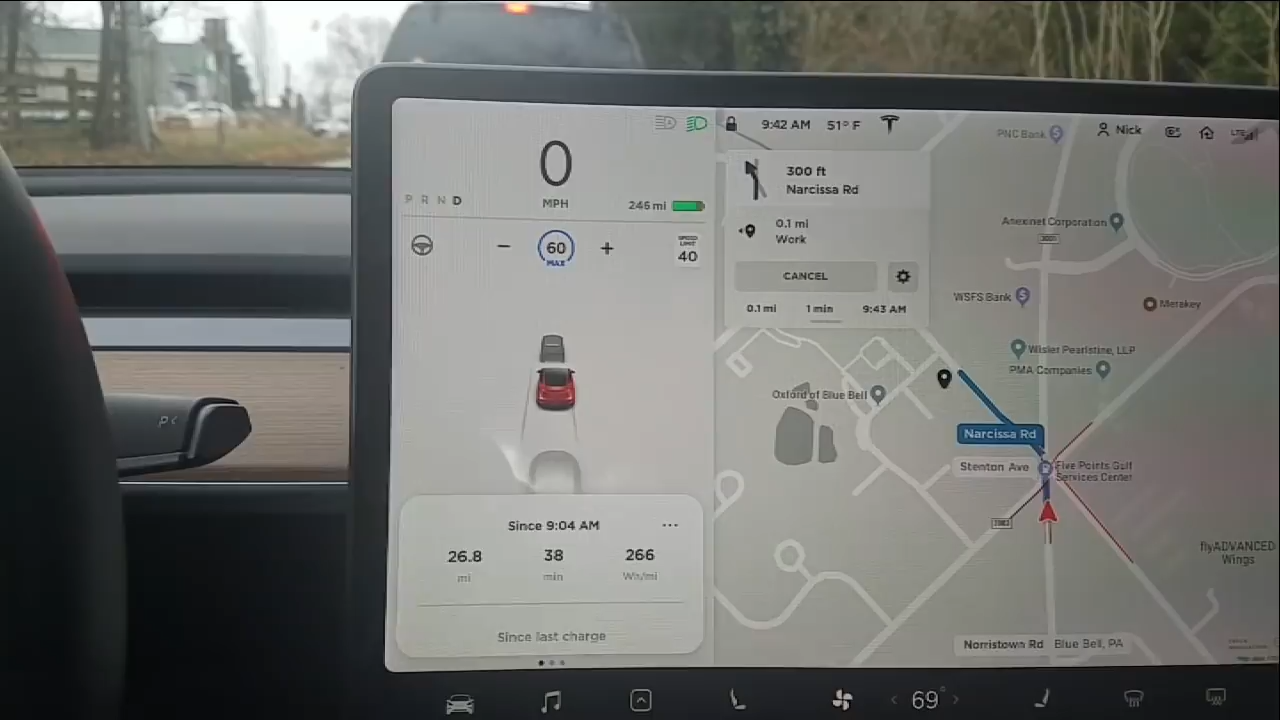 9:42 AM 51° F
Nick
LTE
PNC Bank
0
MPH
P R N D
246 mi
300 ft
Narcissa Rd
0.1 mi
Work
CANCEL
0.1 mi 1 min 9:43 AM
60
MAX
SPEED
LIMIT
40
Anexinet Corporation
WSFS Bank
Merakey
Wisler Pearlstine, LLP
PMA Companies
Oxford of Blue Bell
Narcissa Rd
Stenton Ave
Five Points Gulf
Services Center
flyADVANCED
Wings
Norristown Rd Blue Bell, PA
P<
Since 9:04 AM
26.8 38 266
mi min Wh/mi
Since last charge
69°